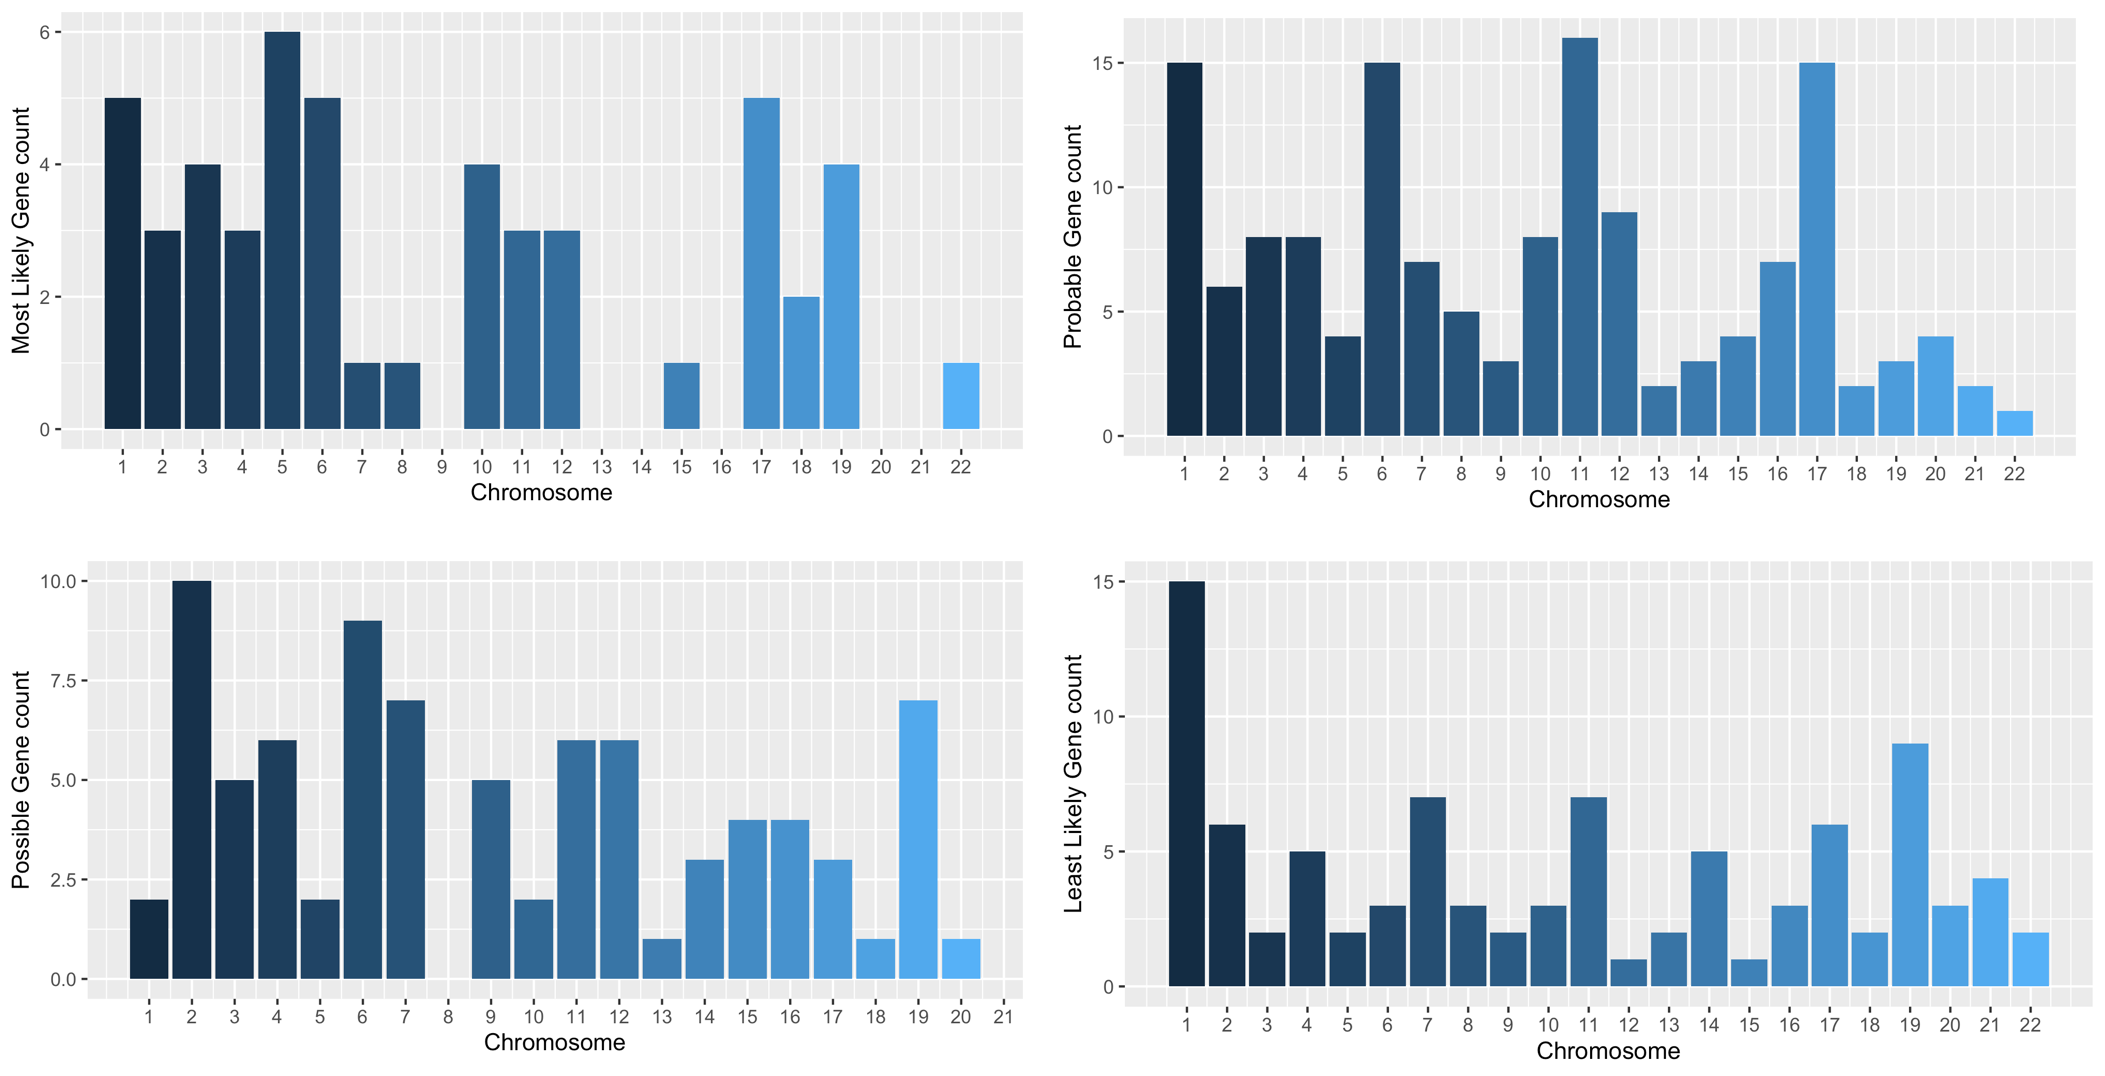 Most Likely Gene count
6
4
2
0
1 2 3 4 5 6 7 8 9 10 11 12 13 14 15 16 17 18 19 20 21 22
Chromosome
Probable Gene count
15
10
5
0
1 2 3 4 5 6 7 8 9 10 11 12 13 14 15 16 17 18 19 20 21 22
Chromosome
Possible Gene count
10.0
7.5
5.0
2.5
0.0
1 2 3 4 5 6 7 8 9 10 11 12 13 14 15 16 17 18 19 20 21
Chromosome
Least Likely Gene count
15
10
5
0
1 2 3 4 5 6 7 8 9 10 11 12 13 14 15 16 17 18 19 20 21 22
Chromosome